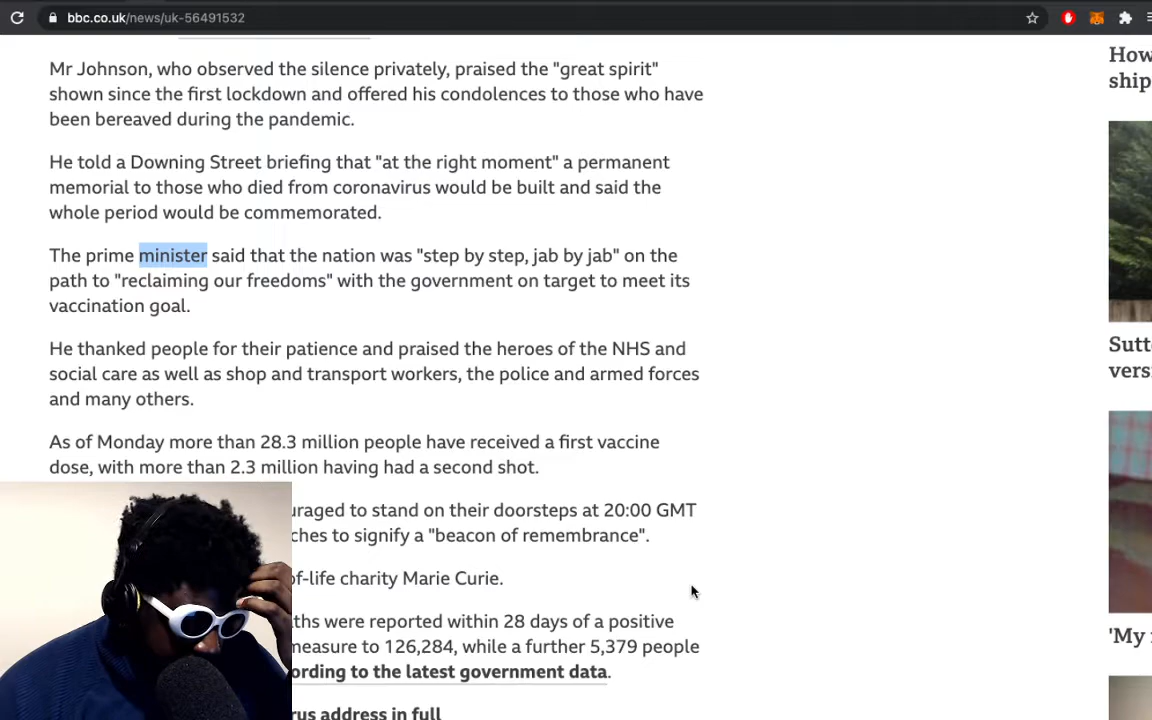 bbc.co.uk/news/uk-56491532
Mr Johnson, who observed the silence privately, praised the "great spirit"
shown since the first lockdown and offered his condolences to those who have
been bereaved during the pandemic.
He told a Downing Street briefing that "at the right moment" a permanent
memorial to those who died from coronavirus would be built and said the
whole period would be commemorated.
The prime minister said that the nation was "step by step, jab by jab" on the
path to "reclaiming our freedoms" with the government on target to meet its
vaccination goal.
He thanked people for their patience and praised the heroes of the NHS and
social care as well as shop and transport workers, the police and armed forces
and many others.
As of Monday more than 28.3 million people have received a first vaccine
dose, with more than 2.3 million having had a second shot.
uraged to stand on their doorsteps at 20:00 GMT
ches to signify a "beacon of remembrance".
of-life charity Marie Curie.
ths were reported within 28 days of a positive
measure to 126,284, while a further 5,379 people
ording to the latest government data.
rus address in full
How
ship
Sutt
vers
'My